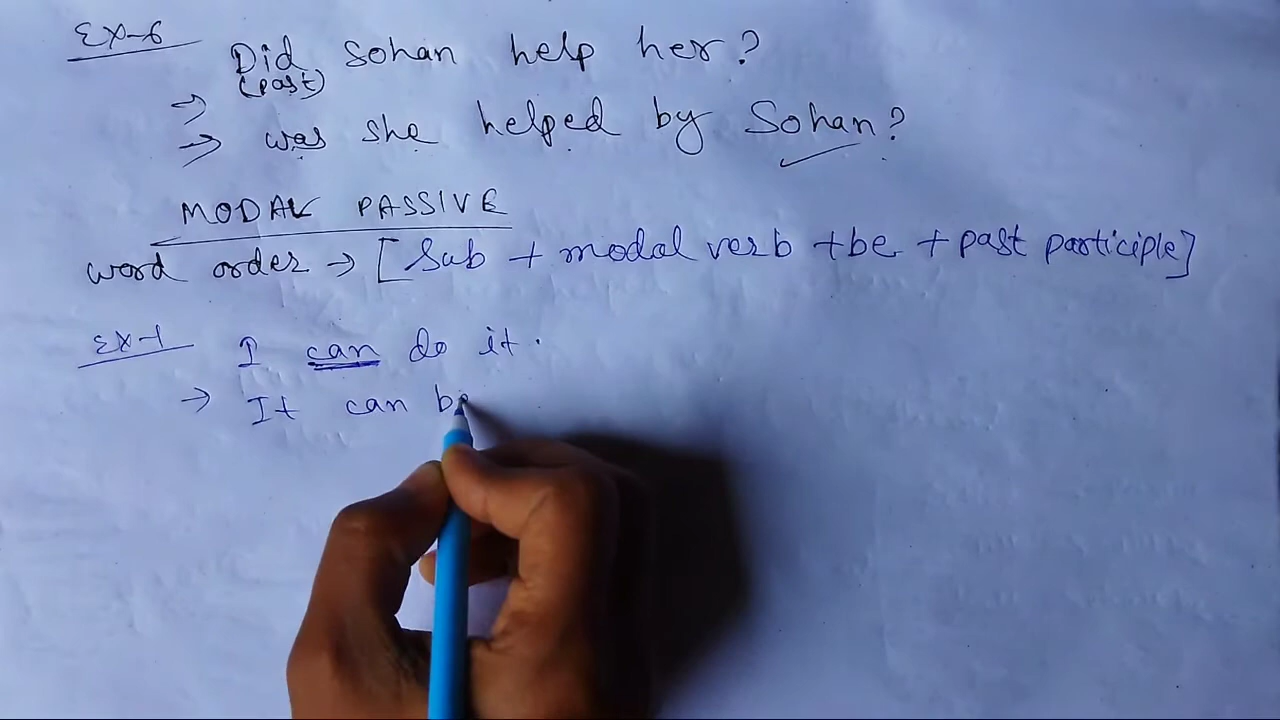 EX-6 Did Sohan help her?
(past)
→
→ was she helped by Sohan?
MODAL PASSIVE
word order → [Sub + modal verb +be + past participle]
EX-1 I can do it.
→ It can be